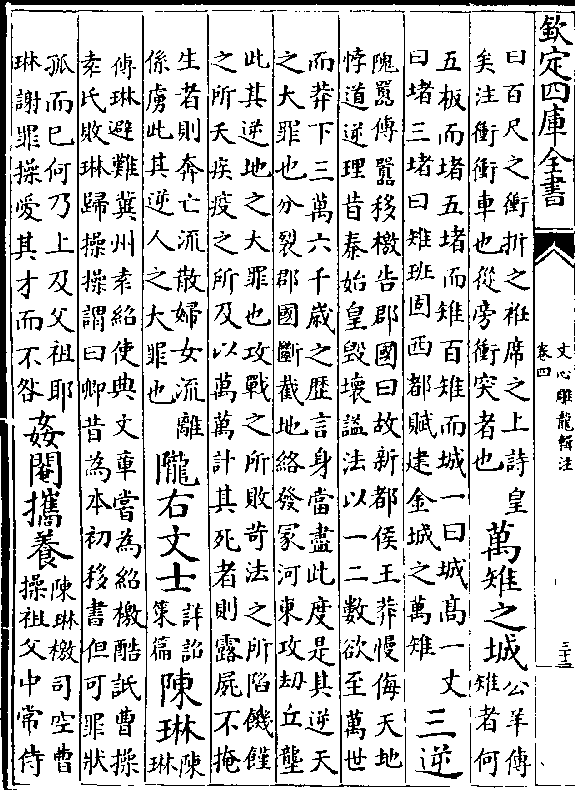 欽定四庫全書
文心雕龍輯注
卷四
三十三
曰百尺之衝折之袵席之上詩皇
矣注衝衝車也從旁衝突者也
萬雉之城
公羊傳
雉者何
五板而堵五堵而雉百雉而城一曰城高一丈
曰堵三堵曰雉班固西都賦建金城之萬雉
三逆
隗囂傳囂移檄告郡國曰故新都侯王莽慢侮天地
悖道逆理昔秦始皇毀壞諡法以一二數欲至萬世
而莽下三萬六千歲之歷言身當盡此度是其逆天
之大罪也分裂郡國斷截地絡發冢河東攻劫丘壟
此其逆地之大罪也攻戰之所敗苛法之所陷饑饉
之所夭疾疫之所及以萬萬計其死者則露屍不掩
生者則奔亡流散婦女流離
係虜此其逆人之大罪也
隴右文士
詳詔
策篇
陳琳
陳
琳
傳琳避難冀州袁紹使典文章嘗為紹檄酷詆曹操
袁氏敗琳歸操操謂曰卿昔為本初移書但可罪狀
孤而已何乃上及父祖耶
琳謝罪操愛其才而不咎
姦閹攜養
陳琳檄司空曹
操祖父中常侍